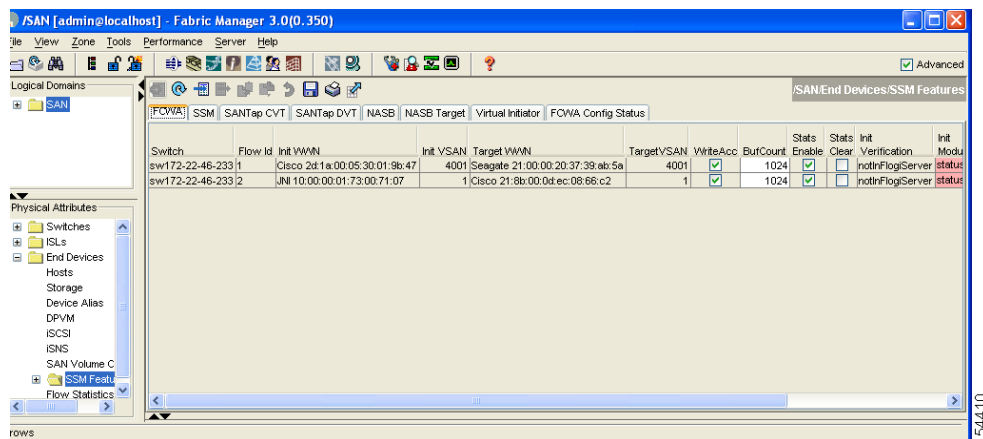 /SAN [admin@localhost] - Fabric Manager 3.0(0.350)
File View Zone Tools Performance Server Help
Advanced
Logical Domains
SAN
/SAN/End Devices/SSM Features
FCWA SSM SANTap CVT SANTap DVT NASB NASB Target Virtual Initiator FCWA Config Status
Stats Stats Init Init
Switch Flow Id Init WWN Init VSAN Target WWN TargetVSAN WriteAcc BufCount Enable Clear Verification Modu
sw172-22-46-233 1 Cisco 2d:1a:00:05:30:01:9b:47 4001 Seagate 21:00:00:20:37:39:ab:5a 4001 1024 notInFlogiServer status
sw172-22-46-233 2 JNI 10:00:00:01:73:00:71:07 1 Cisco 21:8b:00:0d:ec:08:66:c2 1 1024 notInFlogiServer status
Physical Attributes
Switches
ISLs
End Devices
Hosts
Storage
Device Alias
DPVM
iSCSI
iSNS
SAN Volume C
SSM Featu
Flow Statistics
rows
54410